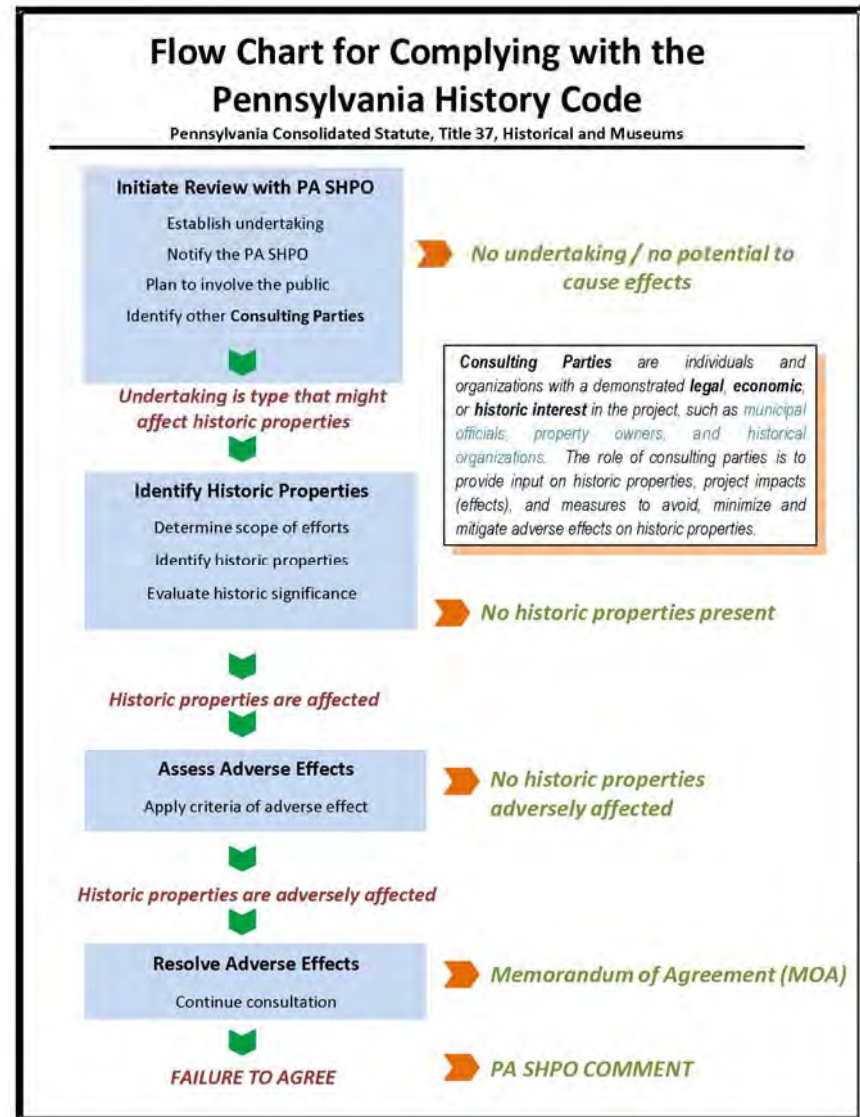 Flow Chart for Complying with the
Pennsylvania History Code
Pennsylvania Consolidated Statute, Title 37, Historical and Museums
Initiate Review with PA SHPO
Establish undertaking
Notify the PA SHPO
Plan to involve the public
Identify other Consulting Parties
No undertaking / no potential to
cause effects
Undertaking is type that might
affect historic properties
Consulting Parties are individuals and
organizations with a demonstrated legal, economic,
or historic interest in the project, such as municipal
officials, property owners, and historical
organizations. The role of consulting parties is to
provide input on historic properties, project impacts
(effects), and measures to avoid, minimize and
mitigate adverse effects on historic properties.
Identify Historic Properties
Determine scope of efforts
Identify historic properties
Evaluate historic significance
No historic properties present
Historic properties are affected
Assess Adverse Effects
Apply criteria of adverse effect
No historic properties
adversely affected
Historic properties are adversely affected
Resolve Adverse Effects
Continue consultation
Memorandum of Agreement (MOA)
FAILURE TO AGREE
PA SHPO COMMENT